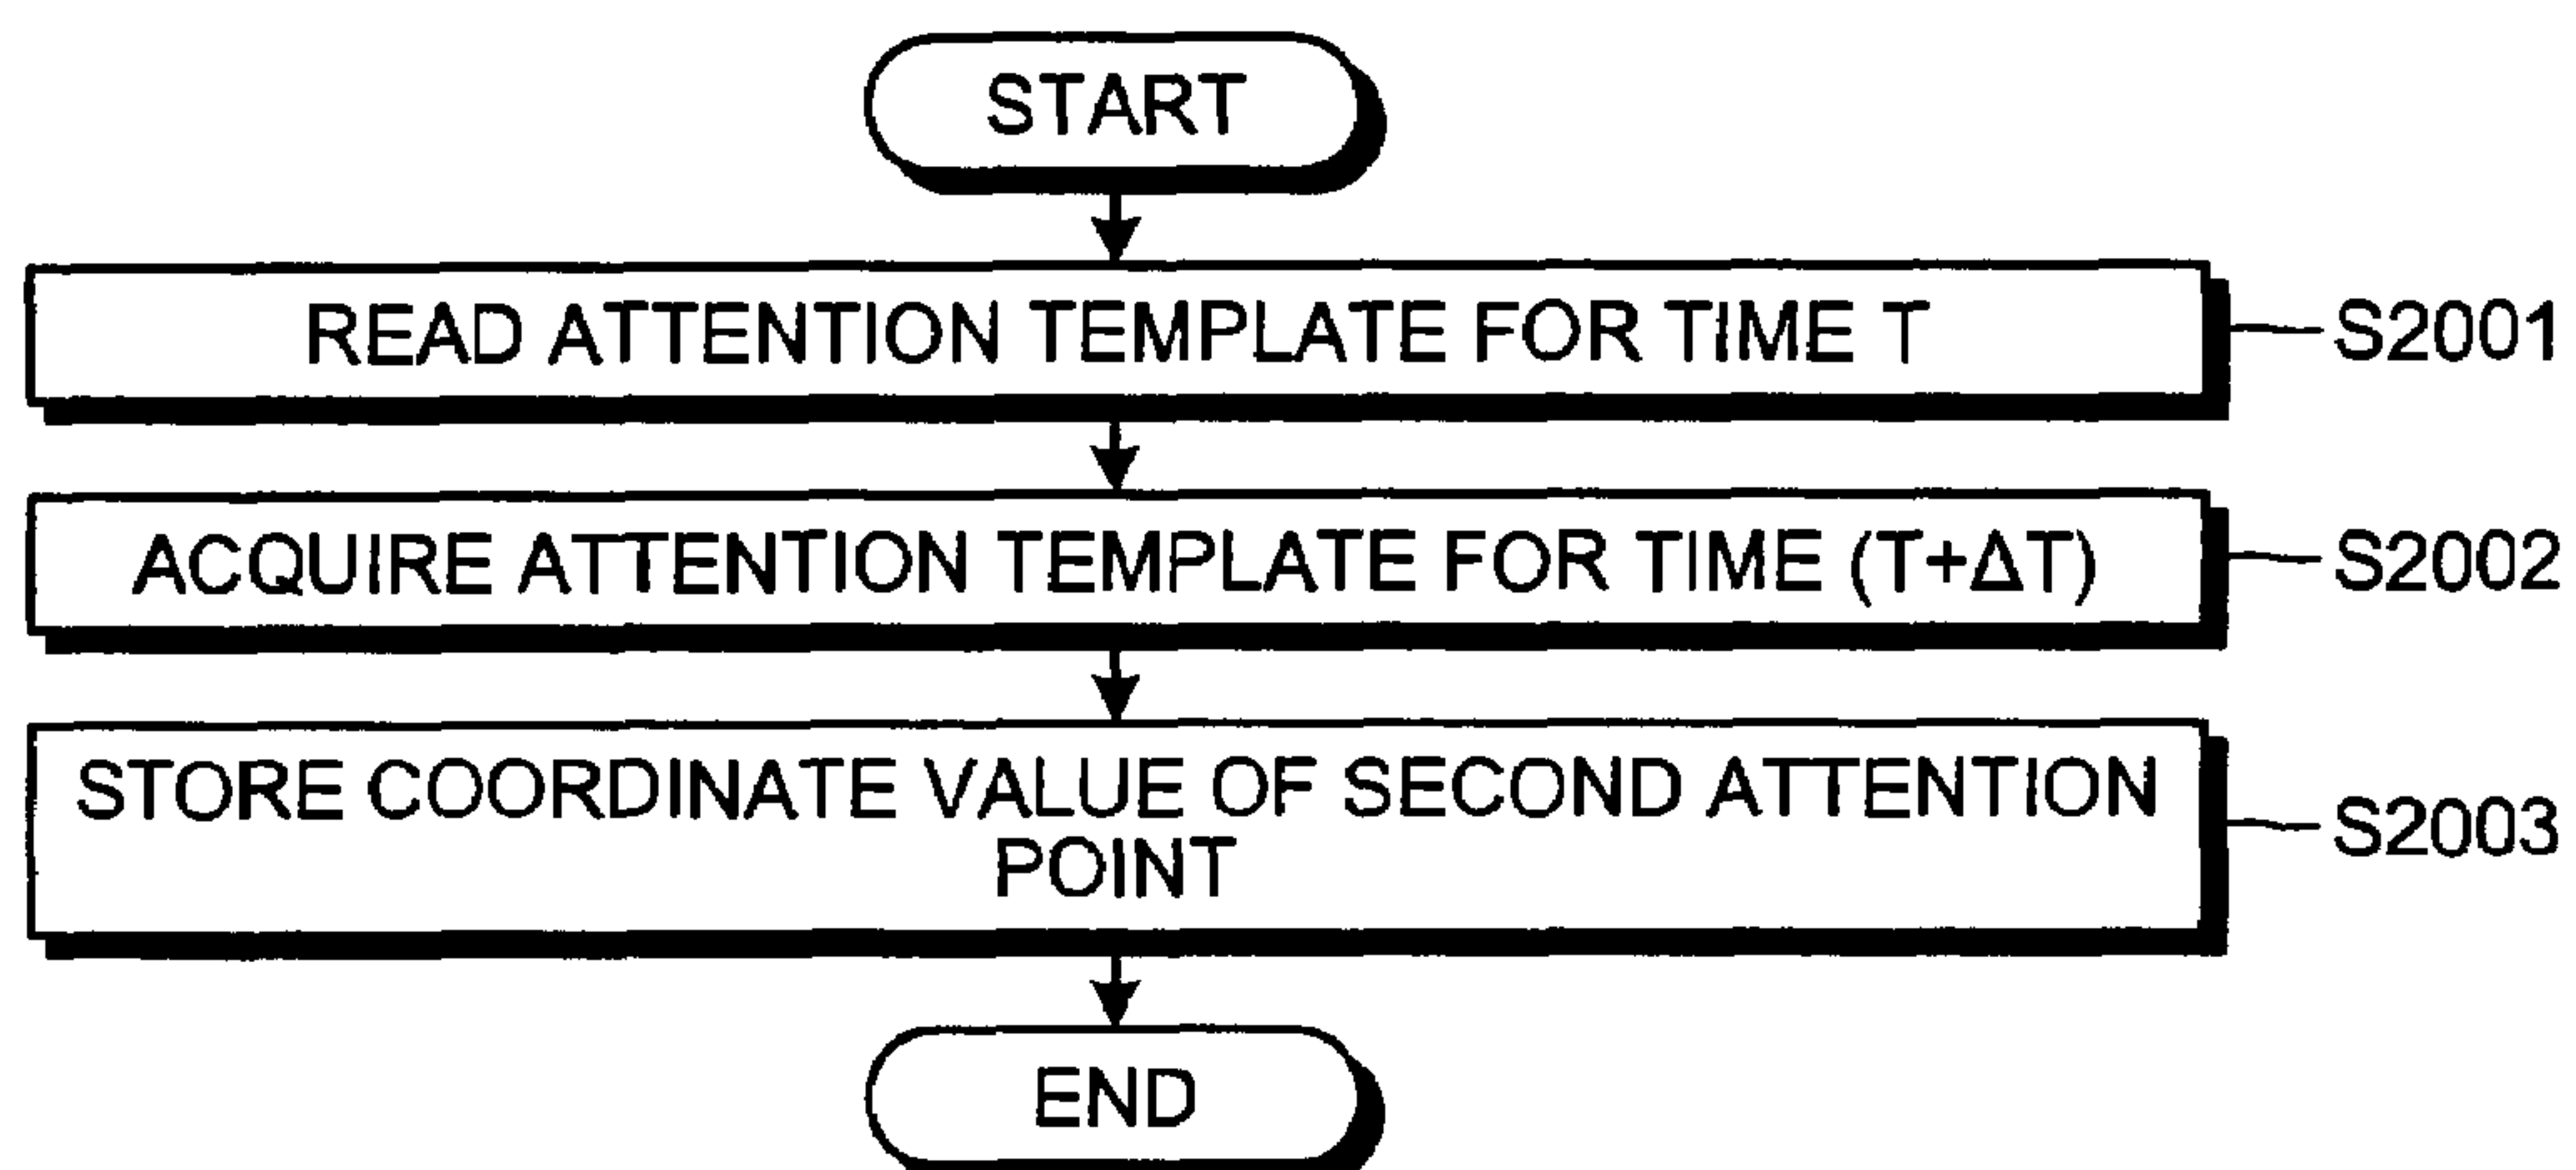 START
READ ATTENTION TEMPLATE FOR TIME T
S2001
ACQUIRE ATTENTION TEMPLATE FOR TIME (T+ΔT)
S2002
STORE COORDINATE VALUE OF SECOND ATTENTION
POINT
S2003
END